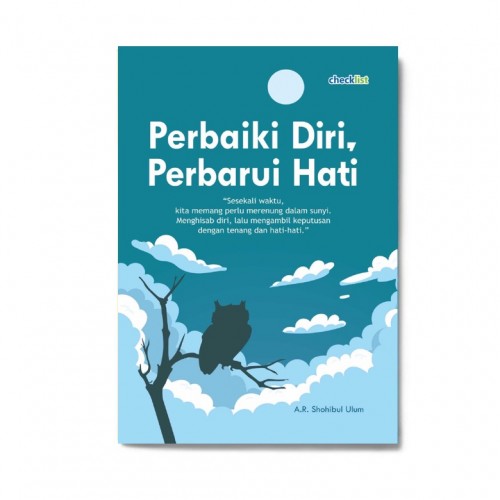 checklist
Perbaiki Diri,
Perbarui Hati
"Sesekali waktu,
kita memang perlu merenung dalam sunyi.
Menghisab diri, lalu mengambil keputusan
dengan tenang dan hati-hati."
A.R. Shohibul Ulum